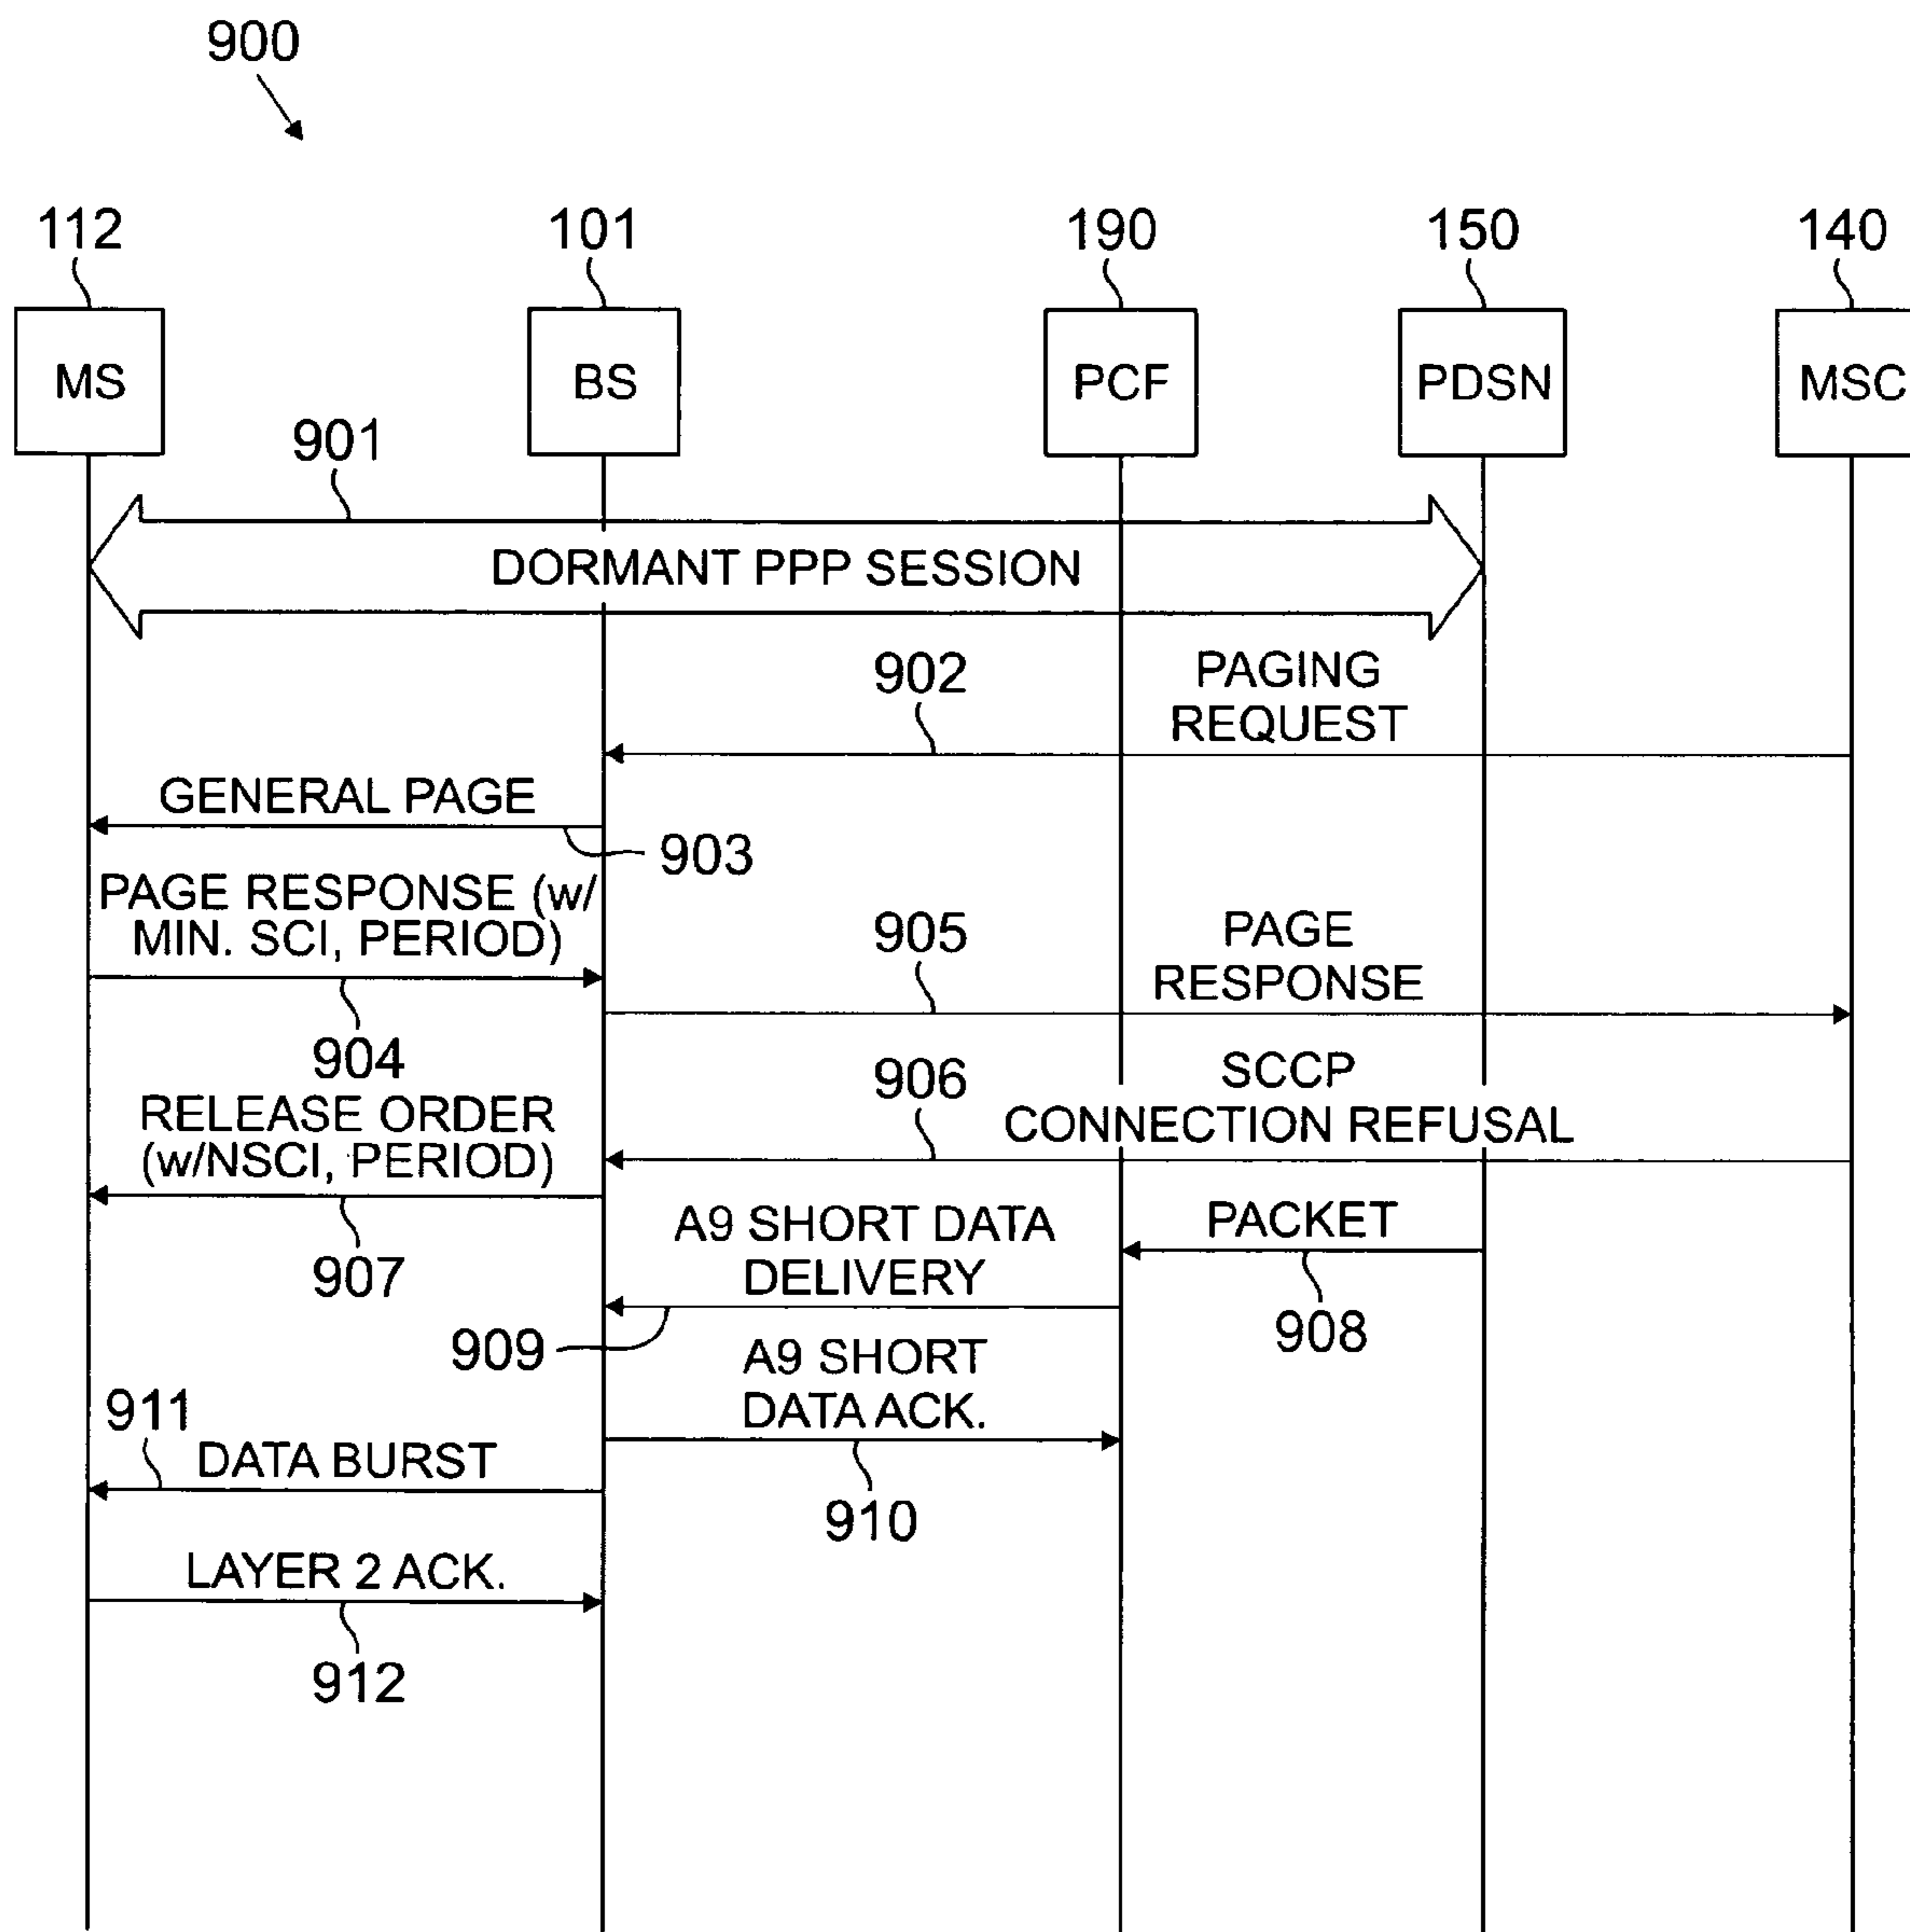 900
112
101
190
150
140
MS
BS
PCF
PDSN
MSC
901
DORMANT PPP SESSION
902
PAGING
REQUEST
GENERAL PAGE
903
PAGE RESPONSE (w/
MIN. SCI, PERIOD)
904
905
PAGE
RESPONSE
906
SCCP
CONNECTION REFUSAL
RELEASE ORDER
(w/NSCI, PERIOD)
907
PACKET
908
A9 SHORT DATA
DELIVERY
909
A9 SHORT
DATA ACK.
910
911
DATA BURST
LAYER 2 ACK.
912